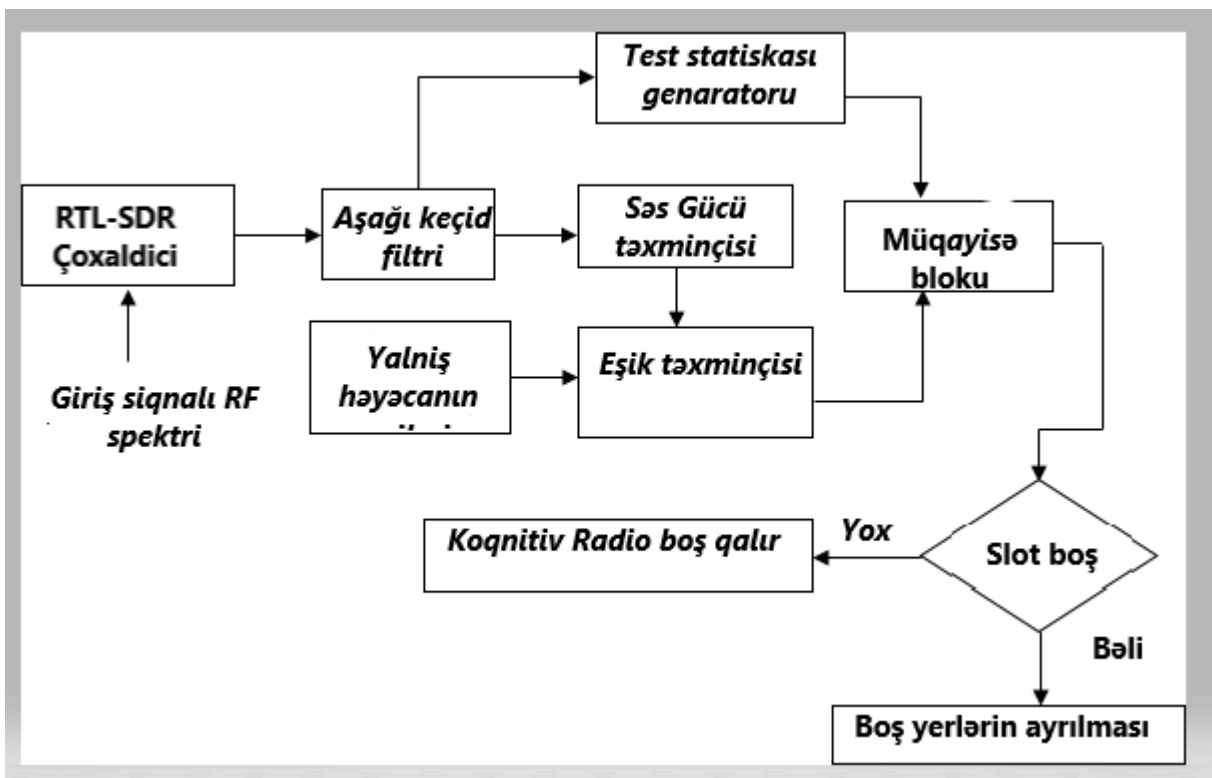 Test statiskası
genaratoru
RTL-SDR
Çoxaldici
Aşağı keçid
filtri
Səs Gücü
təxminçisi
Müqayisə
bloku
Giriş siqnalı RF
spektri
Yalniş
həyəcanın
Eşik təxminçisi
Koqnitiv Radio boş qalır
Yox
Slot boş
Bəli
Boş yerlərin ayrılması